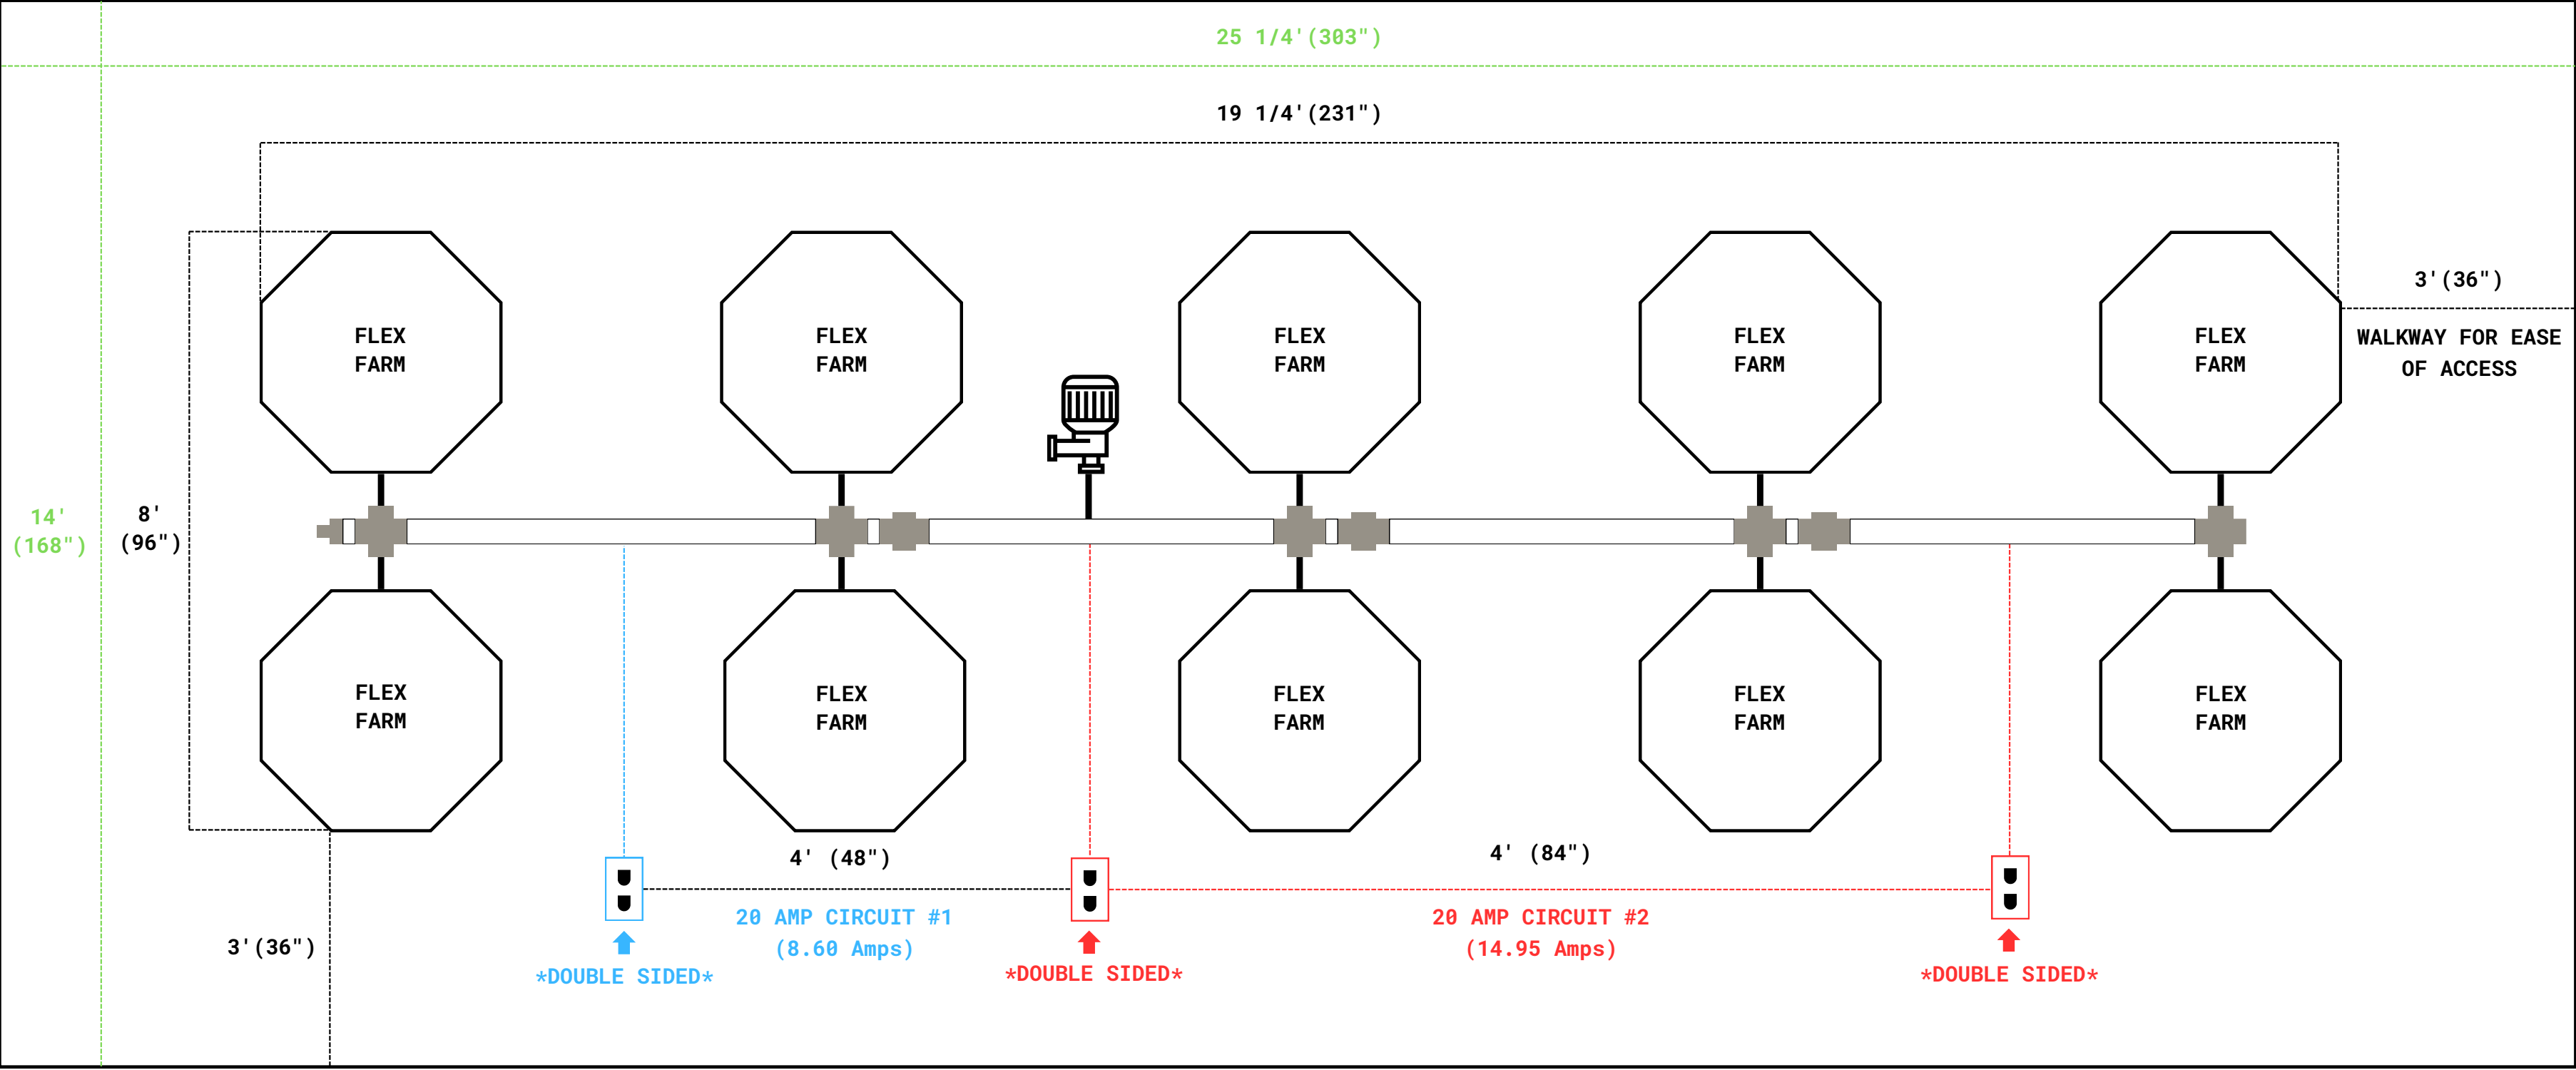 25 1/4'(303")
19 1/4'(231")
3'(36")
WALKWAY FOR EASE
OF ACCESS
FLEX
FARM
FLEX
FARM
FLEX
FARM
FLEX
FARM
FLEX
FARM
14'
(168")
8'
(96")
FLEX
FARM
FLEX
FARM
FLEX
FARM
FLEX
FARM
FLEX
FARM
4' (48")
4' (84")
20 AMP CIRCUIT #1
(8.60 Amps)
20 AMP CIRCUIT #2
(14.95 Amps)
3'(36")
*DOUBLE SIDED*
*DOUBLE SIDED*
*DOUBLE SIDED*